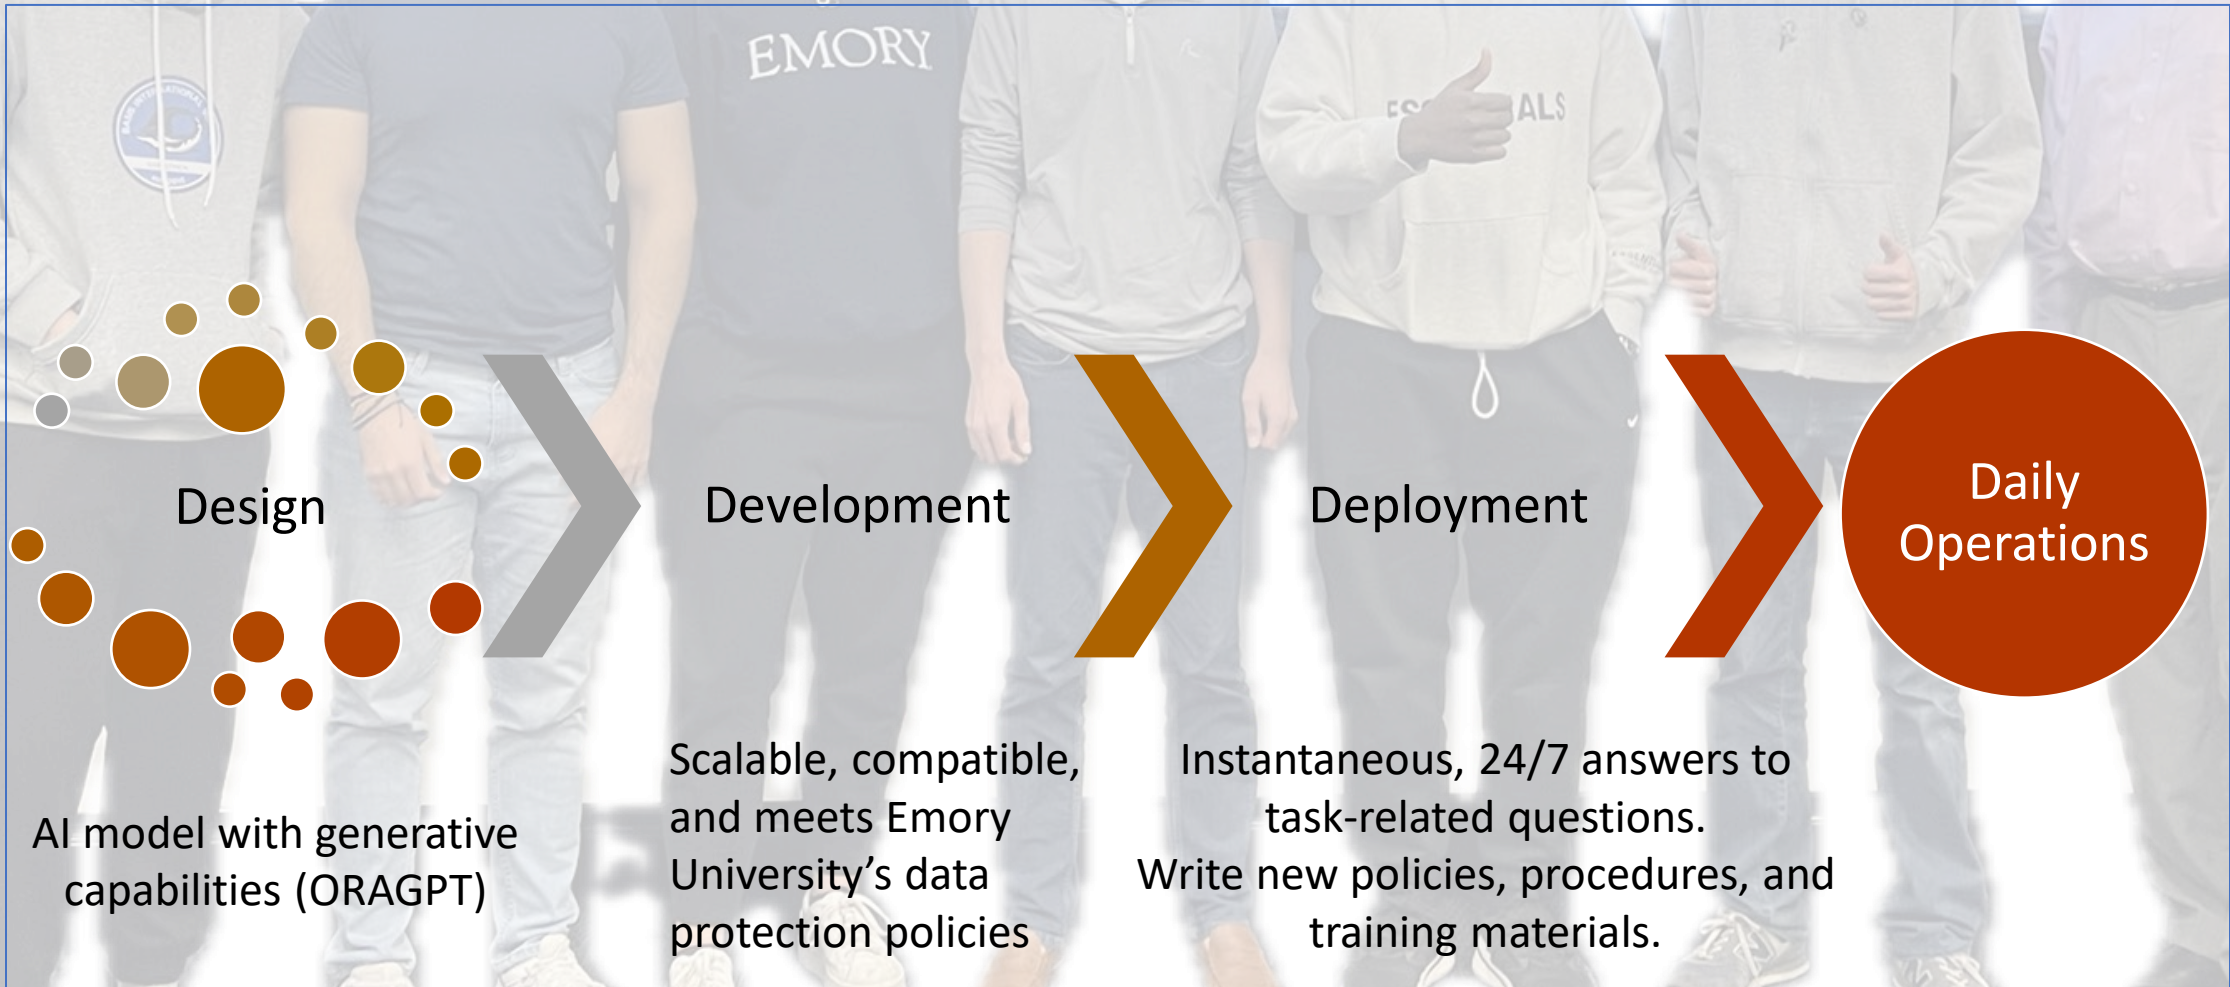 EMORY
ALS
Design
Development
Deployment
Daily
Operations
AI model with generative
capabilities (ORAGPT)
Scalable, compatible,
and meets Emory
University’s data
protection policies
Instantaneous, 24/7 answers to
task-related questions.
Write new policies, procedures, and
training materials.